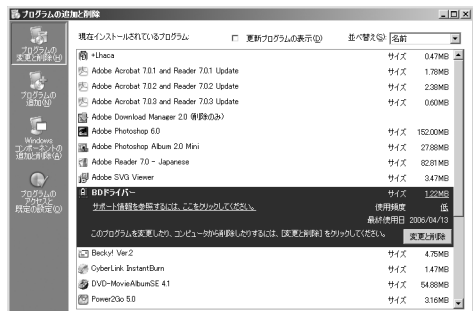 プログラムの追加と削除
プログラムの
変更と削除(H)
プログラムの
追加(N)
Windows
コンポーネントの
追加と削除(A)
プログラムの
アクセスと
既定の設定(O)
現在インストールされているプログラム:
更新プログラムの表示(D)
並べ替え(S): 名前
+Lhaca サイズ 0.47MB
Adobe Acrobat 7.0.1 and Reader 7.0.1 Update サイズ 1.78MB
Adobe Acrobat 7.0.2 and Reader 7.0.2 Update サイズ 2.38MB
Adobe Acrobat 7.0.3 and Reader 7.0.3 Update サイズ 0.60MB
Adobe Download Manager 2.0 (削除のみ)
Adobe Photoshop 6.0 サイズ 152.00MB
Adobe Photoshop Album 2.0 Mini サイズ 27.88MB
Adobe Reader 7.0 - Japanese サイズ 82.81MB
Adobe SVG Viewer サイズ 3.47MB
BDドライバー サイズ 1.22MB
サポート情報を参照するには、ここをクリックしてください。 使用頻度 低
最終使用日 2006/04/13
このプログラムを変更したり、コンピュータから削除したりするには、[変更と削除] をクリックしてください。 変更と削除
Becky! Ver.2 サイズ 4.75MB
CyberLink InstantBurn サイズ 1.47MB
DVD-MovieAlbumSE 4.1 サイズ 54.88MB
Power2Go 5.0 サイズ 3.16MB